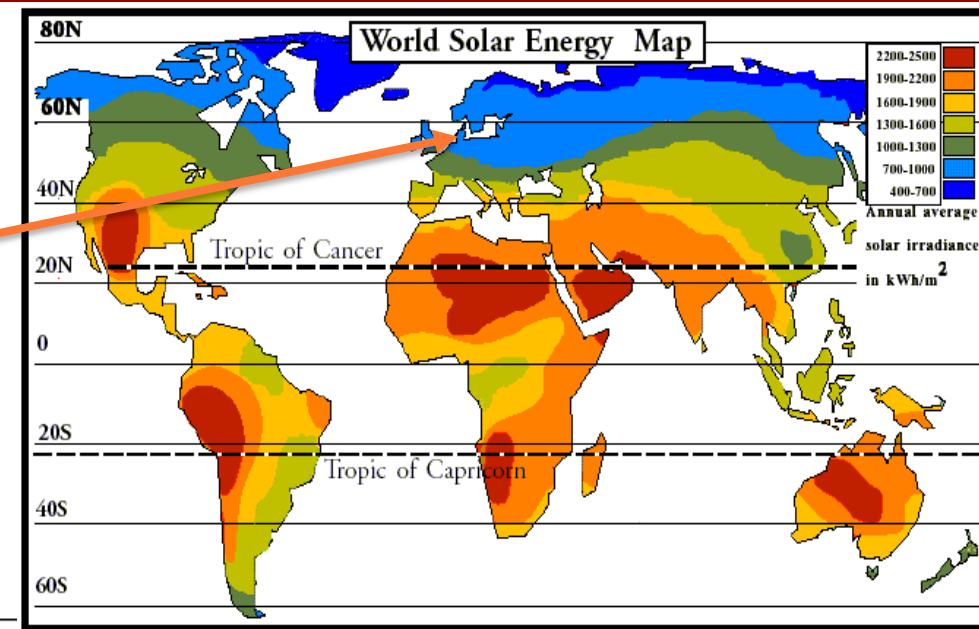 80N
World Solar Energy Map
60N
40N
Tropic of Cancer
20N
0
20S
Tropic of Capricorn
40S
60S
2200-2500
1900-2200
1600-1900
1300-1600
1000-1300
700-1000
400-700
Annual average
solar irradiance
in kWh/m2